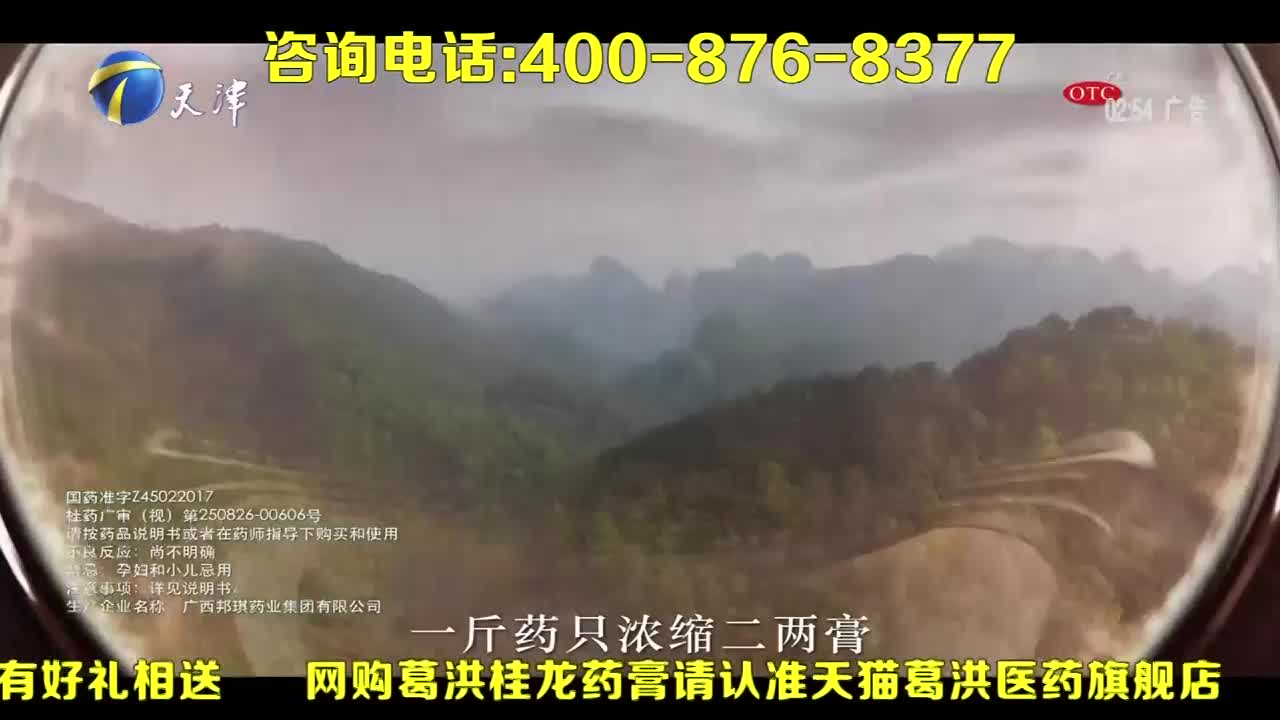 咨询电话:400-876-8377
天津
OTC
02:54 广告
国药准字Z45022017
桂药广审（视）第250826-00606号
请按药品说明书或者在药师指导下购买和使用
不良反应：尚不明确
禁忌：孕妇和小儿忌用
注意事项：详见说明书
生产企业名称 广西邦琪药业集团有限公司
一斤药只浓缩二两膏
有好礼相送 网购葛洪桂龙药膏请认准天猫葛洪医药旗舰店